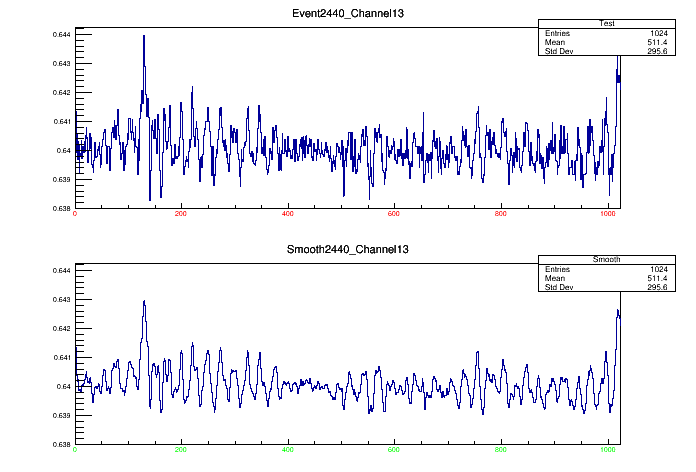 Event2440_Channel13
Test
Entries 1024
Mean 511.4
Std Dev 295.6
0.644
0.643
0.642
0.641
0.64
0.639
0.638
0 200 400 600 800 1000
Smooth2440_Channel13
Smooth
Entries 1024
Mean 511.4
Std Dev 295.6
0.644
0.643
0.642
0.641
0.64
0.639
0.638
0 200 400 600 800 1000